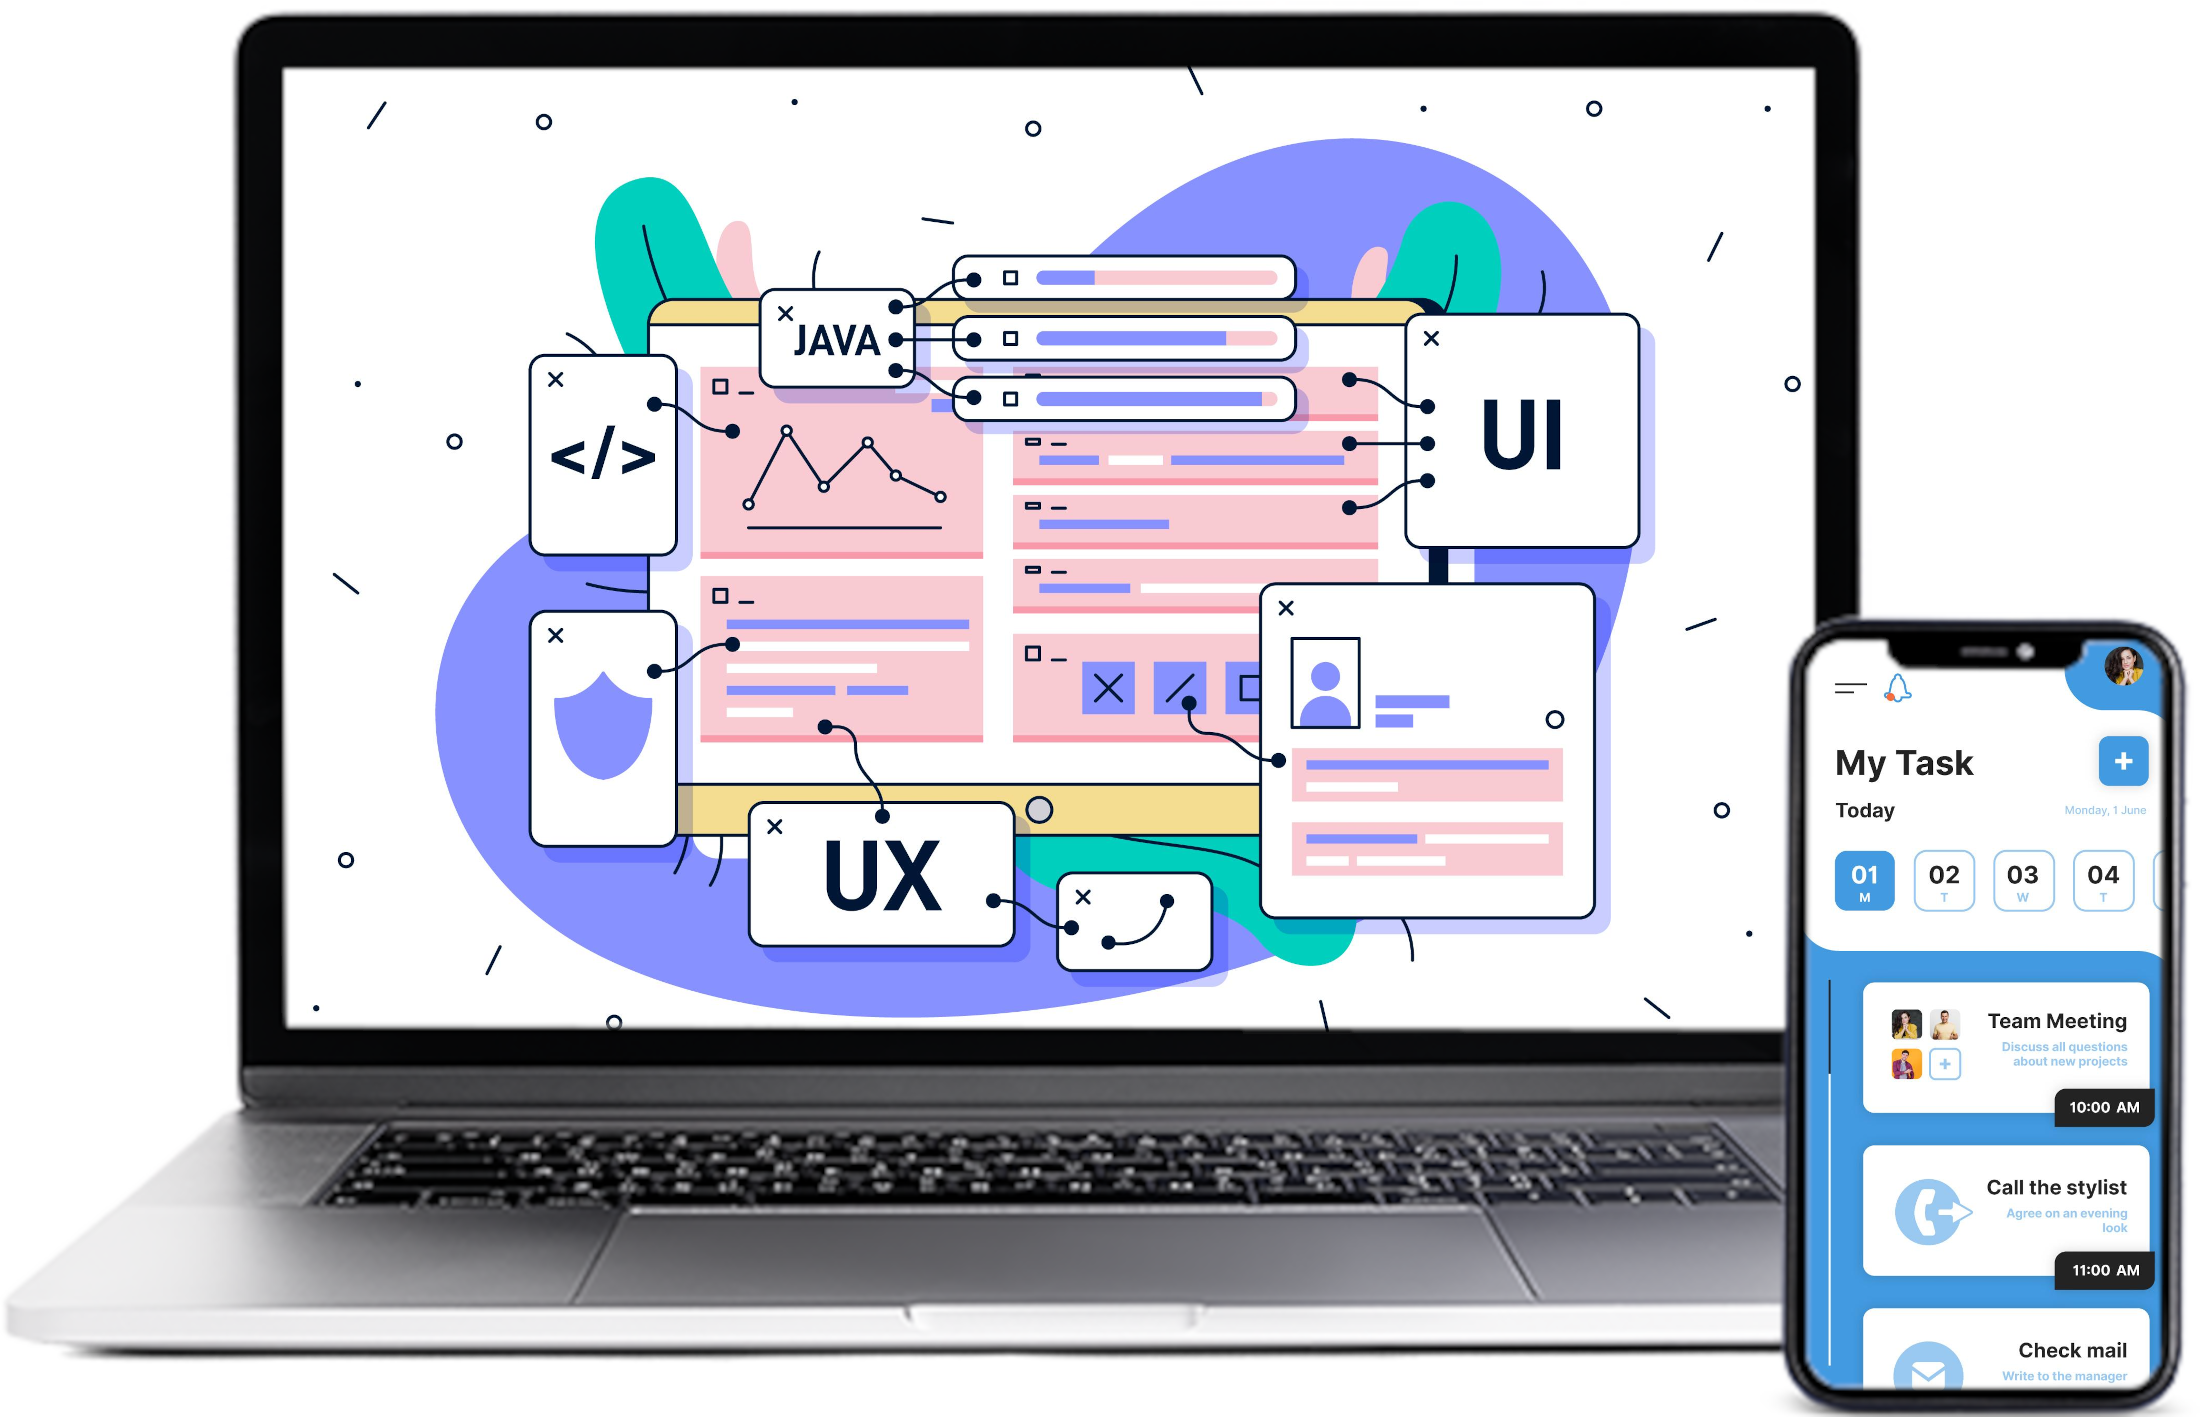 JAVA
</>
UI
UX
My Task
Today
Monday, 1 June
01
M
02
T
03
W
04
T
Team Meeting
Discuss all questions
about new projects
10:00 AM
Call the stylist
Agree on an evening
look
11:00 AM
Check mail
Write to the manager